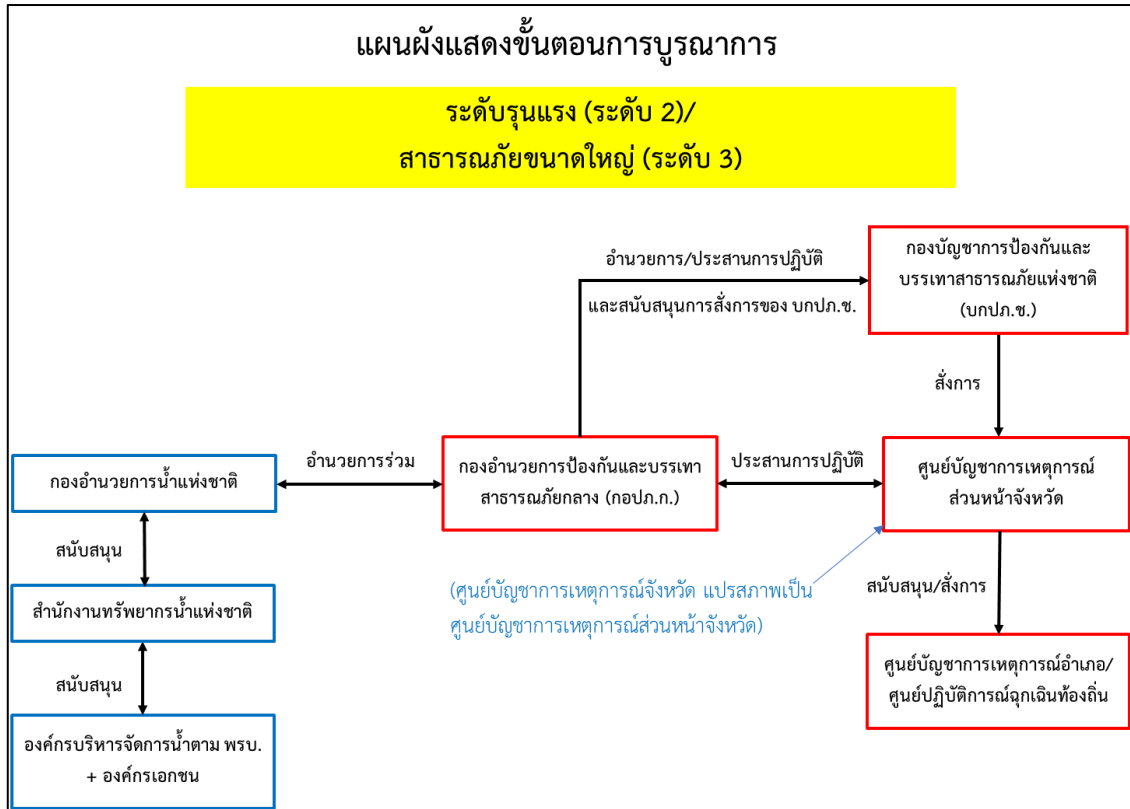 แผนผังแสดงขั้นตอนการบูรณาการ
ระดับรุนแรง (ระดับ 2)/
สาธารณภัยขนาดใหญ่ (ระดับ 3)
อำนวยการ/ประสานการปฏิบัติ
และสนับสนุนการสั่งการของ บกปภ.ช.
กองบัญชาการป้องกันและ
บรรเทาสาธารณภัยแห่งชาติ
(บกปภ.ช.)
สั่งการ
กองอำนวยการน้ำแห่งชาติ
อำนวยการร่วม
กองอำนวยการป้องกันและบรรเทา
สาธารณภัยกลาง (กอปภ.ก.)
ประสานการปฏิบัติ
ศูนย์บัญชาการเหตุการณ์
ส่วนหน้าจังหวัด
สนับสนุน
(ศูนย์บัญชาการเหตุการณ์จังหวัด แปรสภาพเป็น
ศูนย์บัญชาการเหตุการณ์ส่วนหน้าจังหวัด)
สนับสนุน/สั่งการ
สำนักงานทรัพยากรน้ำแห่งชาติ
สนับสนุน
ศูนย์บัญชาการเหตุการณ์อำเภอ/
ศูนย์ปฏิบัติการณ์ฉุกเฉินท้องถิ่น
องค์กรบริหารจัดการน้ำตาม พรบ.
+ องค์กรเอกชน